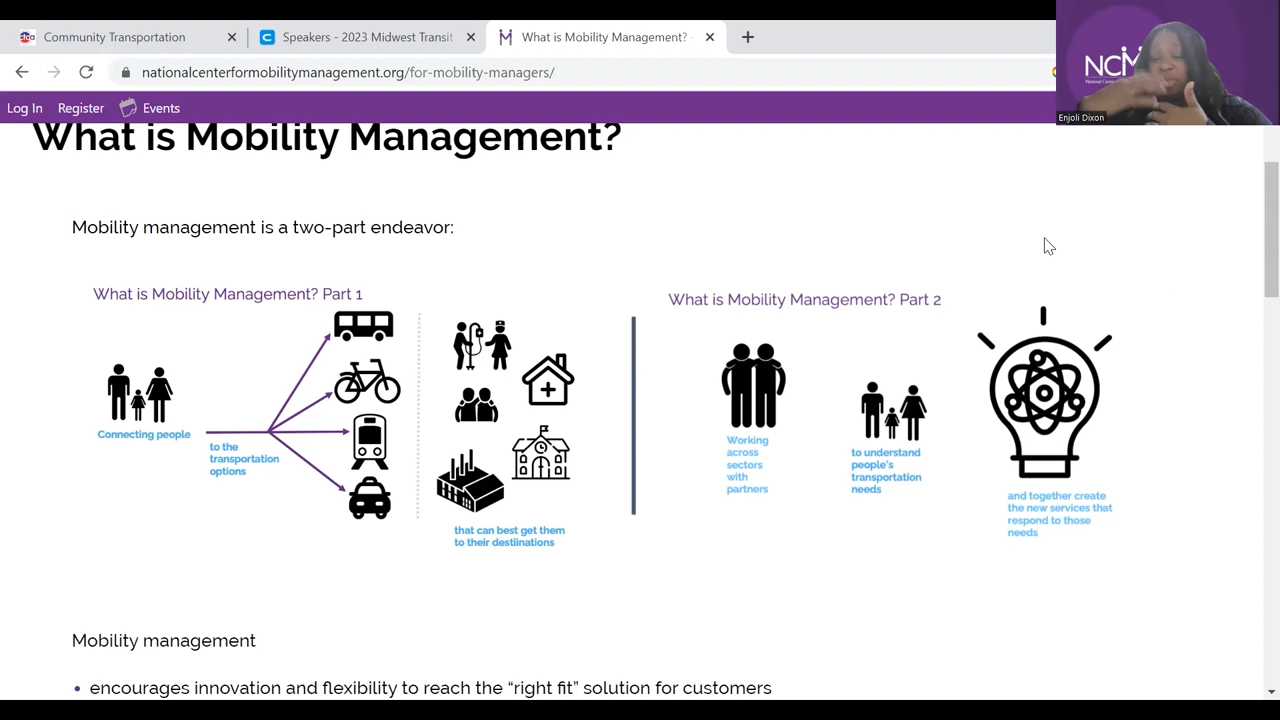 Community Transportation
Speakers - 2023 Midwest Transit
What is Mobility Management? -
nationalcenterformobilitymanagement.org/for-mobility-managers/
Log In Register Events
NCM
National
Enjoli Dixon
What is Mobility Management?
Mobility management is a two-part endeavor:
What is Mobility Management? Part 1
Connecting people
to the
transportation
options
that can best get them
to their destiinations
What is Mobility Management? Part 2
Working
across
sectors
with
partners
to understand
people's
transportation
needs
and together create
the new services that
respond to those
needs
Mobility management
• encourages innovation and flexibility to reach the “right fit” solution for customers